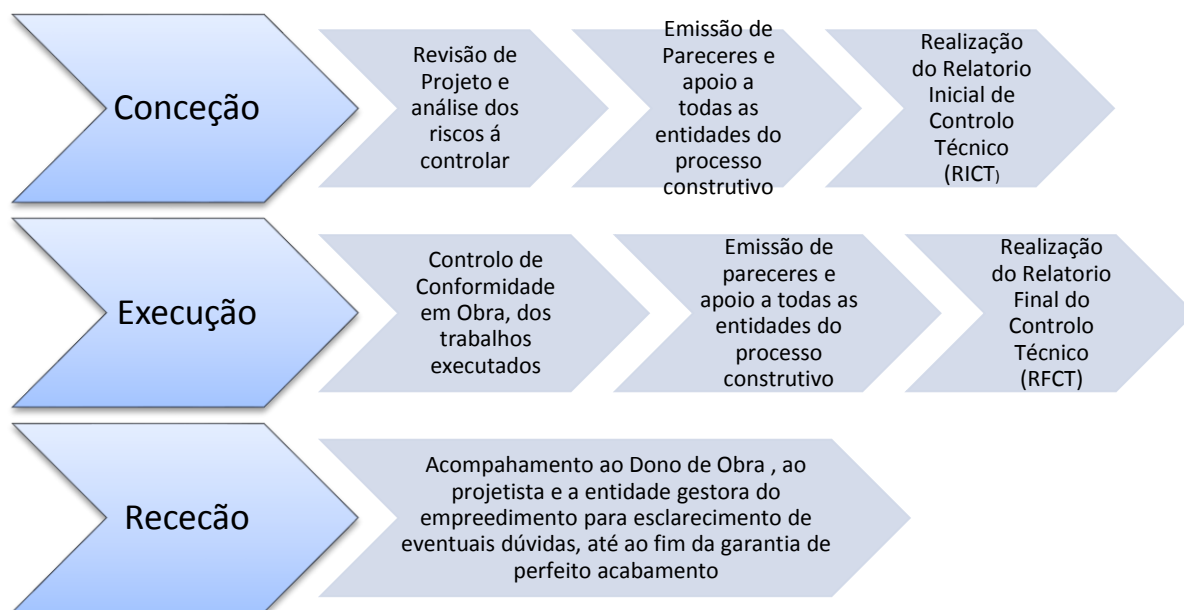 Conceção
Revisão de
Projeto e
análise dos
riscos á
controlar
Emissão de
Pareceres e
apoio a
todas as
entidades do
processo
construtivo
Realização
do Relatorio
Inicial de
Controlo
Técnico
(RICT)
Execução
Controlo de
Conformidade
em Obra, dos
trabalhos
executados
Emissão de
pareceres e
apoio a todas as
entidades do
processo
construtivo
Realização
do Relatorio
Final do
Controlo
Técnico
(RFCT)
Rececão
Acompahamento ao Dono de Obra , ao
projetista e a entidade gestora do
empreedimento para esclarecimento de
eventuais dúvidas, até ao fim da garantia de
perfeito acabamento